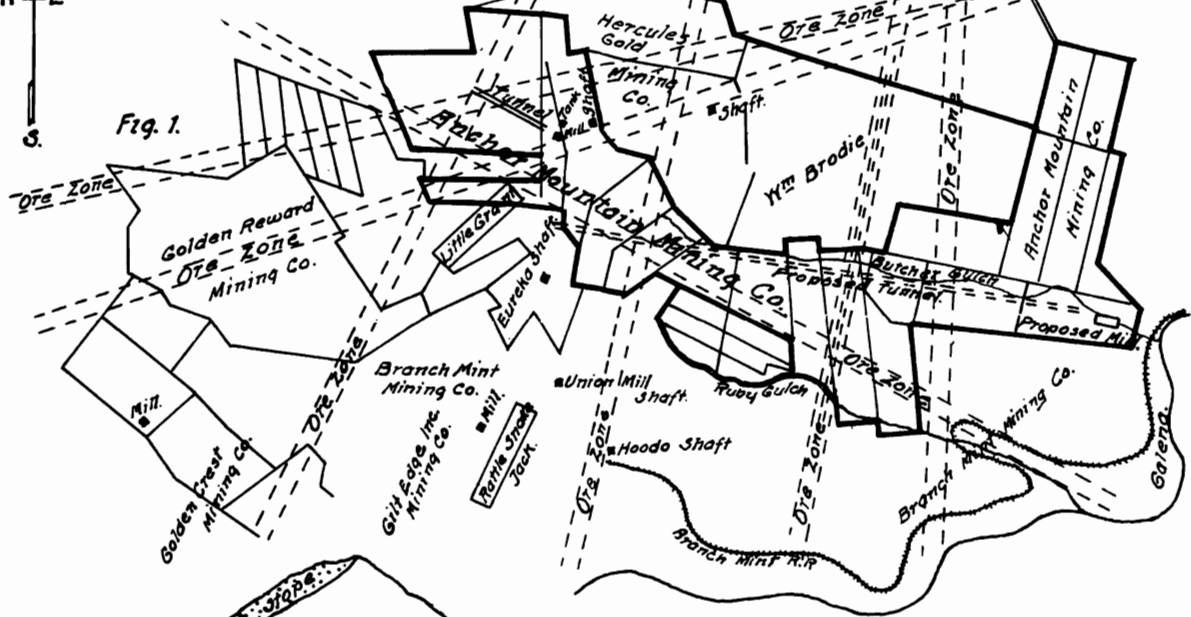 E
S.
Fig. 1.
Hercules
Gold
Mining
Co.
Ore Zone
Tunnel
Tank
Mill
Shaft
Shaft.
Anchor Mountain Mining Co.
Wm Brodie
Ore Zone
Anchor Mountain
Mining Co.
Ore Zone
Golden Reward
Ore Zone
Mining Co.
Little Grant
Eureka Shaft
Butcher Gulch
Proposed Tunnel
Proposed Mill
Ore Zone
Ore Zone
Branch Mint
Mining Co.
Union Mill
Shaft.
Ruby Gulch
Mill.
Mill.
Gilt Edge Inc.
Mining Co.
Rattle Snake
Jack.
Hoodo Shaft
Ore Zone
Ore Zone
Branch Mint Mining Co.
Galena.
Golden Crest
Mining Co.
Branch Mint R.R
Stope